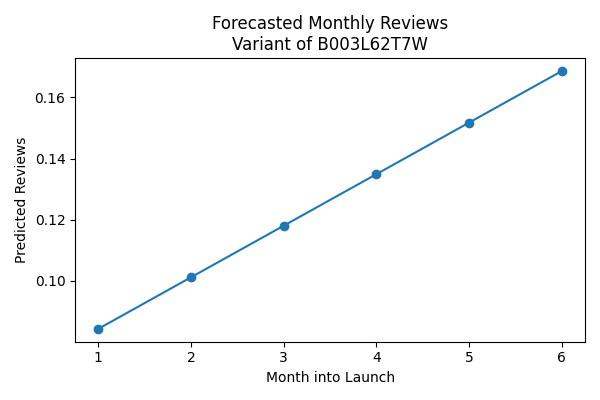 Forecasted Monthly Reviews
Variant of B003L62T7W
Predicted Reviews
0.16
0.14
0.12
0.10
1 2 3 4 5 6
Month into Launch